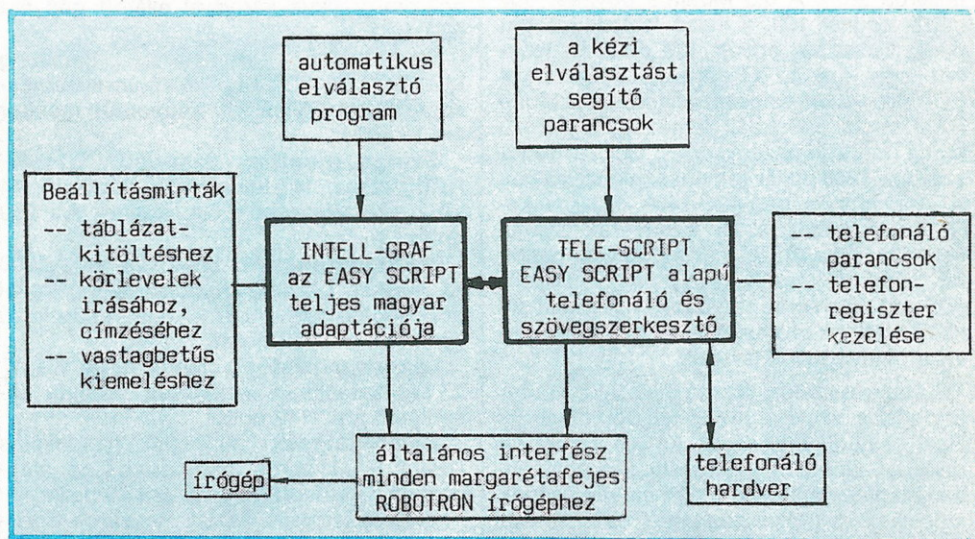 automatikus
elválasztó
program
a kézi
elválasztást
segítő
parancsok
Beállításminták
-- táblázat-
kitöltéshez
-- körlevelek
irásához,
címzéséhez
-- vastagbetűs
kiemeléshez
INTELL-GRAF
az EASY SCRIPT
teljes magyar
adaptációja
TELE-SCRIPT
EASY SCRIPT alapú
telefonáló és
szövegszerkesztő
-- telefonáló
parancsok
-- telefon-
regiszter
kezelése
írógép
általános interfész
minden margarétafejes
ROBOTRON írógéphez
telefonáló
hardver